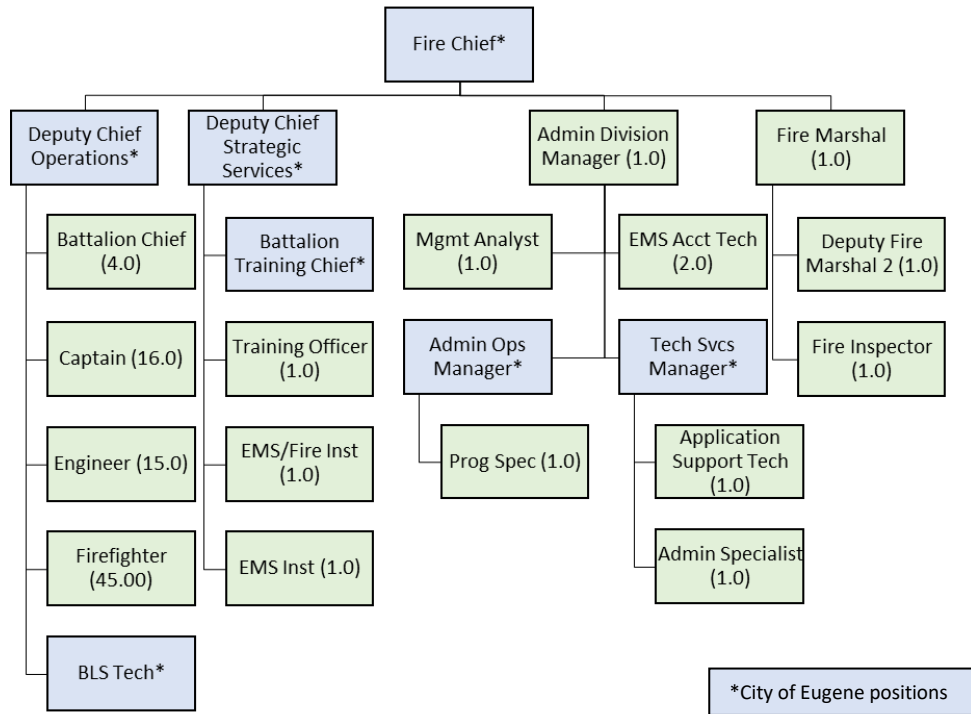 Fire Chief*
Deputy Chief
Operations*
Deputy Chief
Strategic
Services*
Admin Division
Manager (1.0)
Fire Marshal
(1.0)
Battalion Chief
(4.0)
Battalion
Training Chief*
Mgmt Analyst
(1.0)
EMS Acct Tech
(2.0)
Deputy Fire
Marshal 2 (1.0)
Captain (16.0)
Training Officer
(1.0)
Admin Ops
Manager*
Tech Svcs
Manager*
Fire Inspector
(1.0)
Engineer (15.0)
EMS/Fire Inst
(1.0)
Prog Spec (1.0)
Application
Support Tech
(1.0)
Firefighter
(45.00)
EMS Inst (1.0)
Admin Specialist
(1.0)
BLS Tech*
*City of Eugene positions